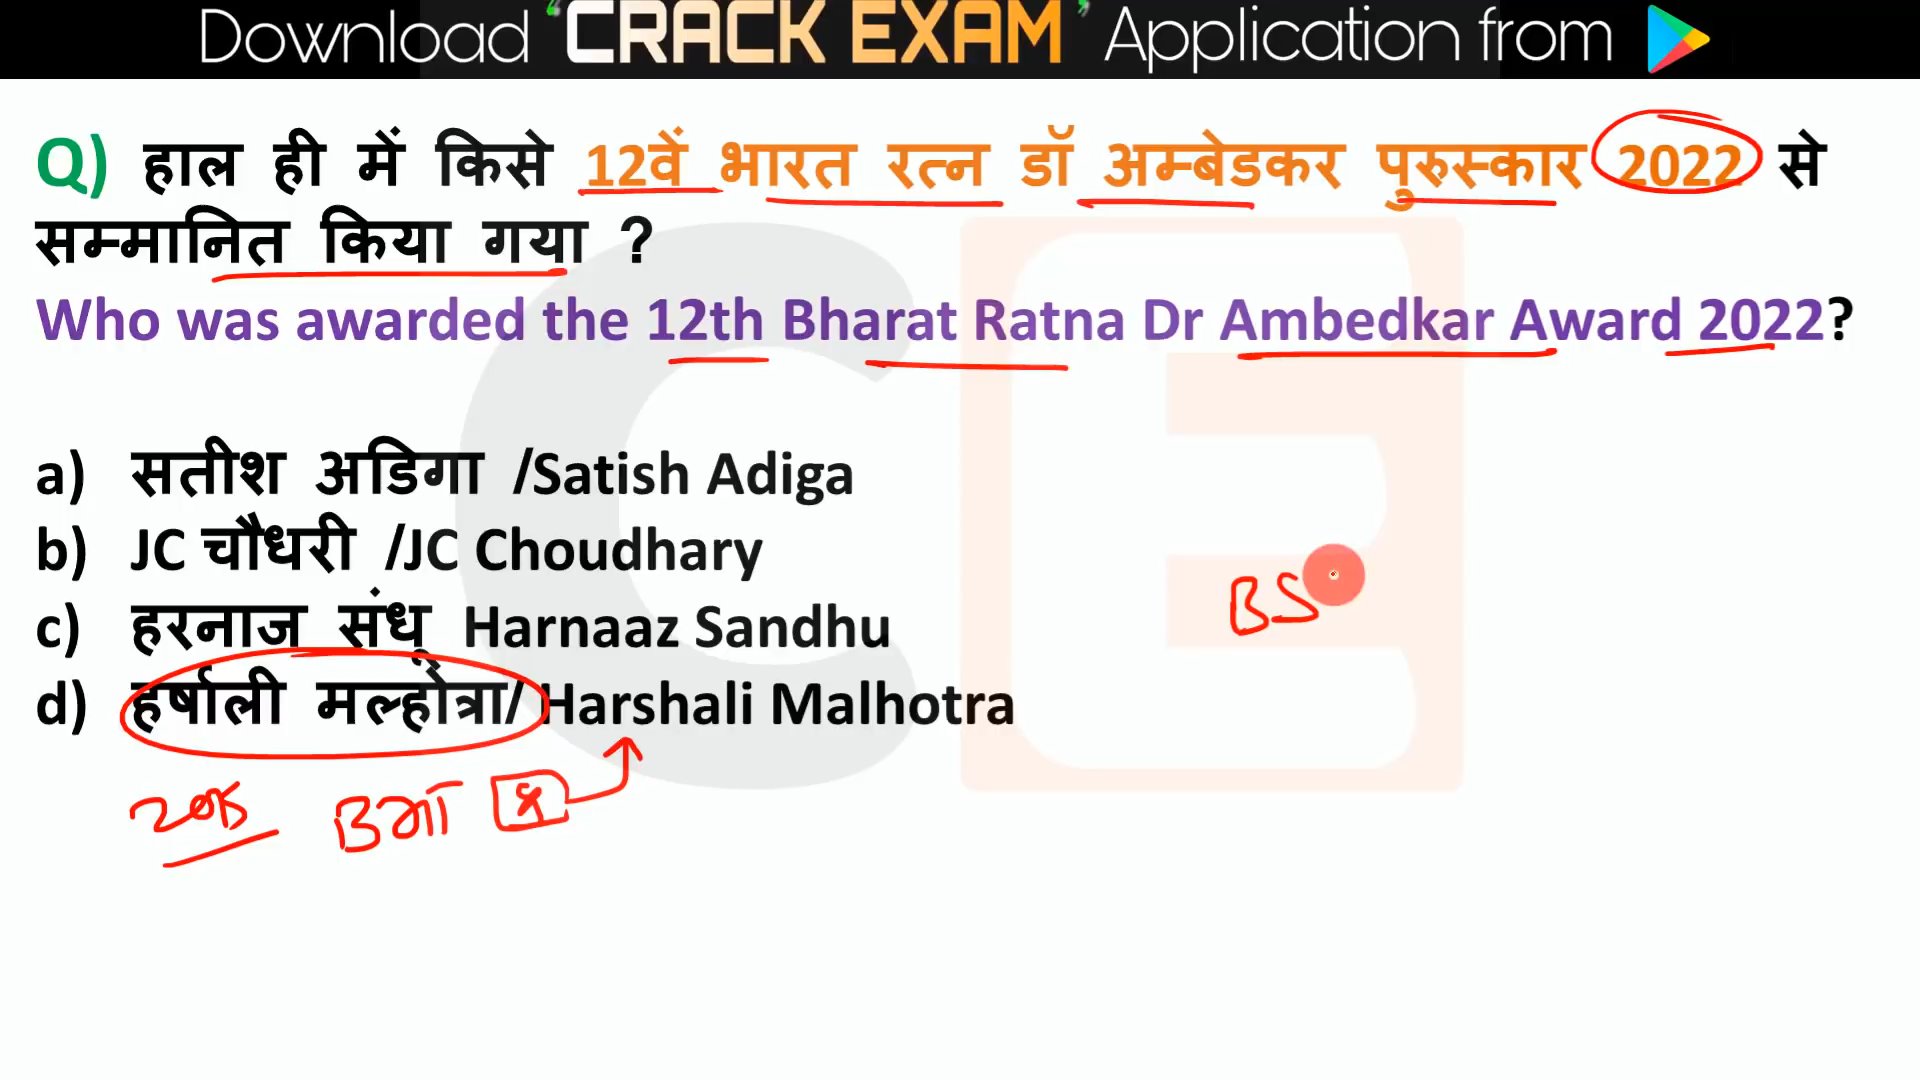 Download ‘CRACK EXAM’ Application from
Q) हाल ही में किसे 12वें भारत रत्न डॉ अम्बेडकर पुरुस्कार 2022 से
सम्मानित किया गया ?
Who was awarded the 12th Bharat Ratna Dr Ambedkar Award 2022?
a) सतीश अडिगा /Satish Adiga
b) JC चौधरी /JC Choudhary
c) हरनाज संधू Harnaaz Sandhu
d) हर्षाली मल्होत्रा/ Harshali Malhotra
BS
CE